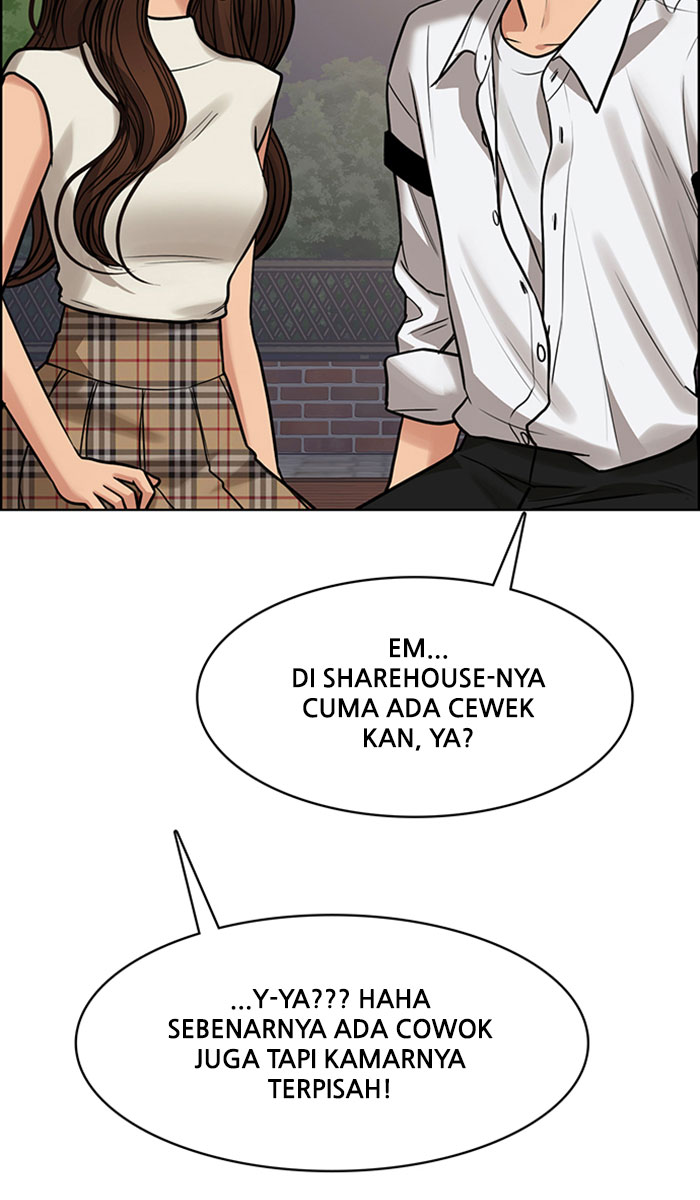 EM...
DI SHAREHOUSE-NYA
CUMA ADA CEWEK
KAN, YA?
...Y-YA??? HAHA
SEBENARNYA ADA COWOK
JUGA TAPI KAMARNYA
TERPISAH!